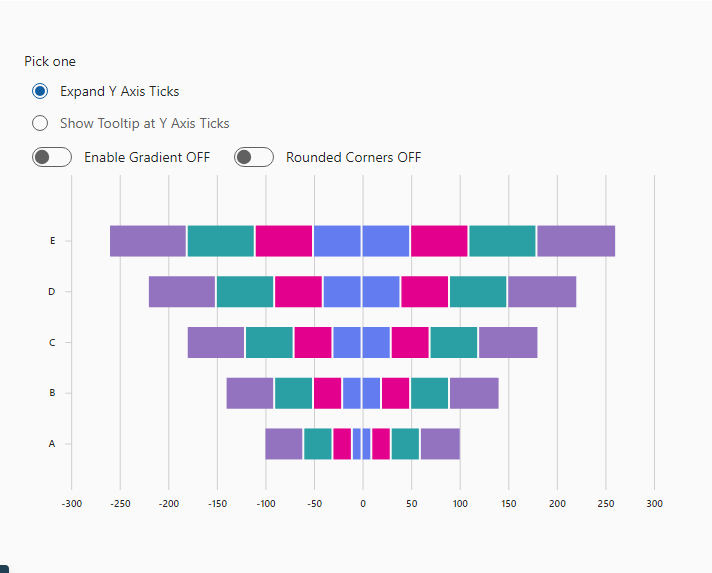 Pick one
Expand Y Axis Ticks
Show Tooltip at Y Axis Ticks
Enable Gradient OFF Rounded Corners OFF
E
D
C
B
A
-300 -250 -200 -150 -100 -50 0 50 100 150 200 250 300